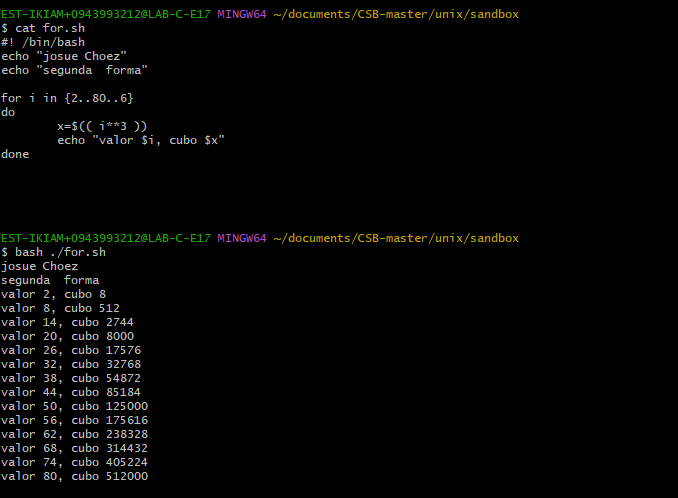 EST-IKIAM+0943993212@LAB-C-E17 MINGW64 ~/documents/CSB-master/unix/sandbox
$ cat for.sh
#! /bin/bash
echo "josue Choez"
echo "segunda  forma"

for i in {2..80..6}
do
        x=$(( i**3 ))
        echo "valor $i, cubo $x"
done

EST-IKIAM+0943993212@LAB-C-E17 MINGW64 ~/documents/CSB-master/unix/sandbox
$ bash ./for.sh
josue Choez
segunda  forma
valor 2, cubo 8
valor 8, cubo 512
valor 14, cubo 2744
valor 20, cubo 8000
valor 26, cubo 17576
valor 32, cubo 32768
valor 38, cubo 54872
valor 44, cubo 85184
valor 50, cubo 125000
valor 56, cubo 175616
valor 62, cubo 238328
valor 68, cubo 314432
valor 74, cubo 405224
valor 80, cubo 512000